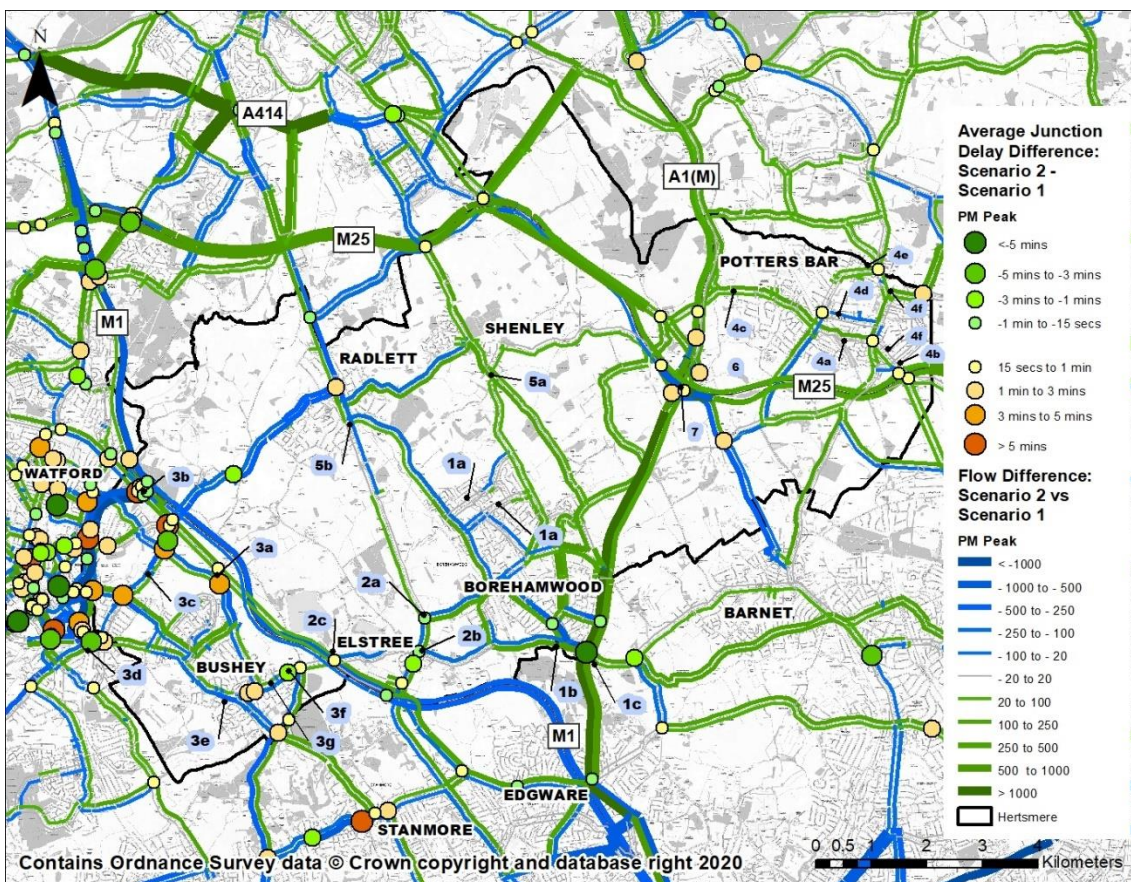 N
A414
A1(M)
M25
POTTERS BAR
4e
4d
4f
4c
4f
4a
4b
SHENLEY
M1
RADLETT
5a
6
M25
7
5b
1a
WATFORD
3b
1a
3a
BOREHAMWOOD
2a
3c
BARNET
2c
ELSTREE
2b
BUSHEY
3d
3f
1b
1c
3e
3g
M1
EDGWARE
STANMORE
Average Junction
Delay Difference:
Scenario 2 -
Scenario 1
PM Peak
<-5 mins
-5 mins to -3 mins
-3 mins to -1 mins
-1 min to -15 secs
15 secs to 1 min
1 min to 3 mins
3 mins to 5 mins
> 5 mins
Flow Difference:
Scenario 2 vs
Scenario 1
PM Peak
< -1000
- 1000 to - 500
-500 to - 250
-250 to - 100
-100 to - 20
- 20 to 20
20 to 100
100 to 250
250 to 500
500 to 1000
> 1000
Hertsmere
Contains Ordnance Survey data © Crown copyright and database right 2020
0 0.5 1 2 3 4
Kilometers